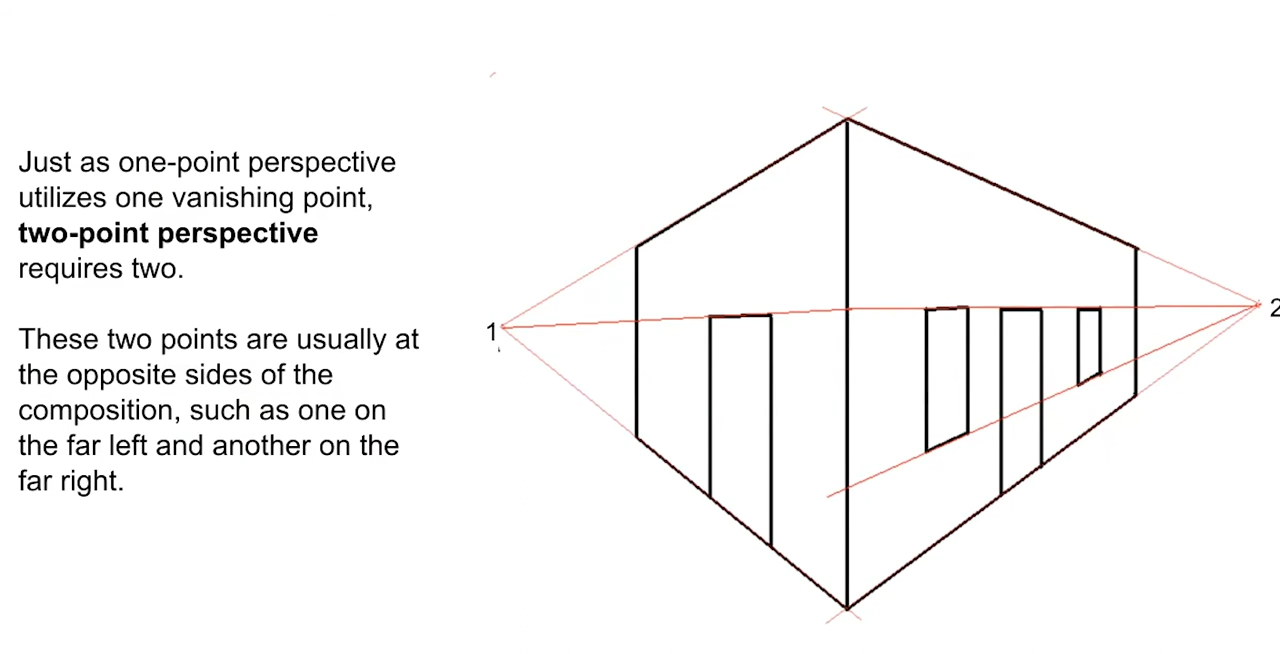 Just as one-point perspective
utilizes one vanishing point,
two-point perspective
requires two.
These two points are usually at
the opposite sides of the
composition, such as one on
the far left and another on the
far right.
1
2